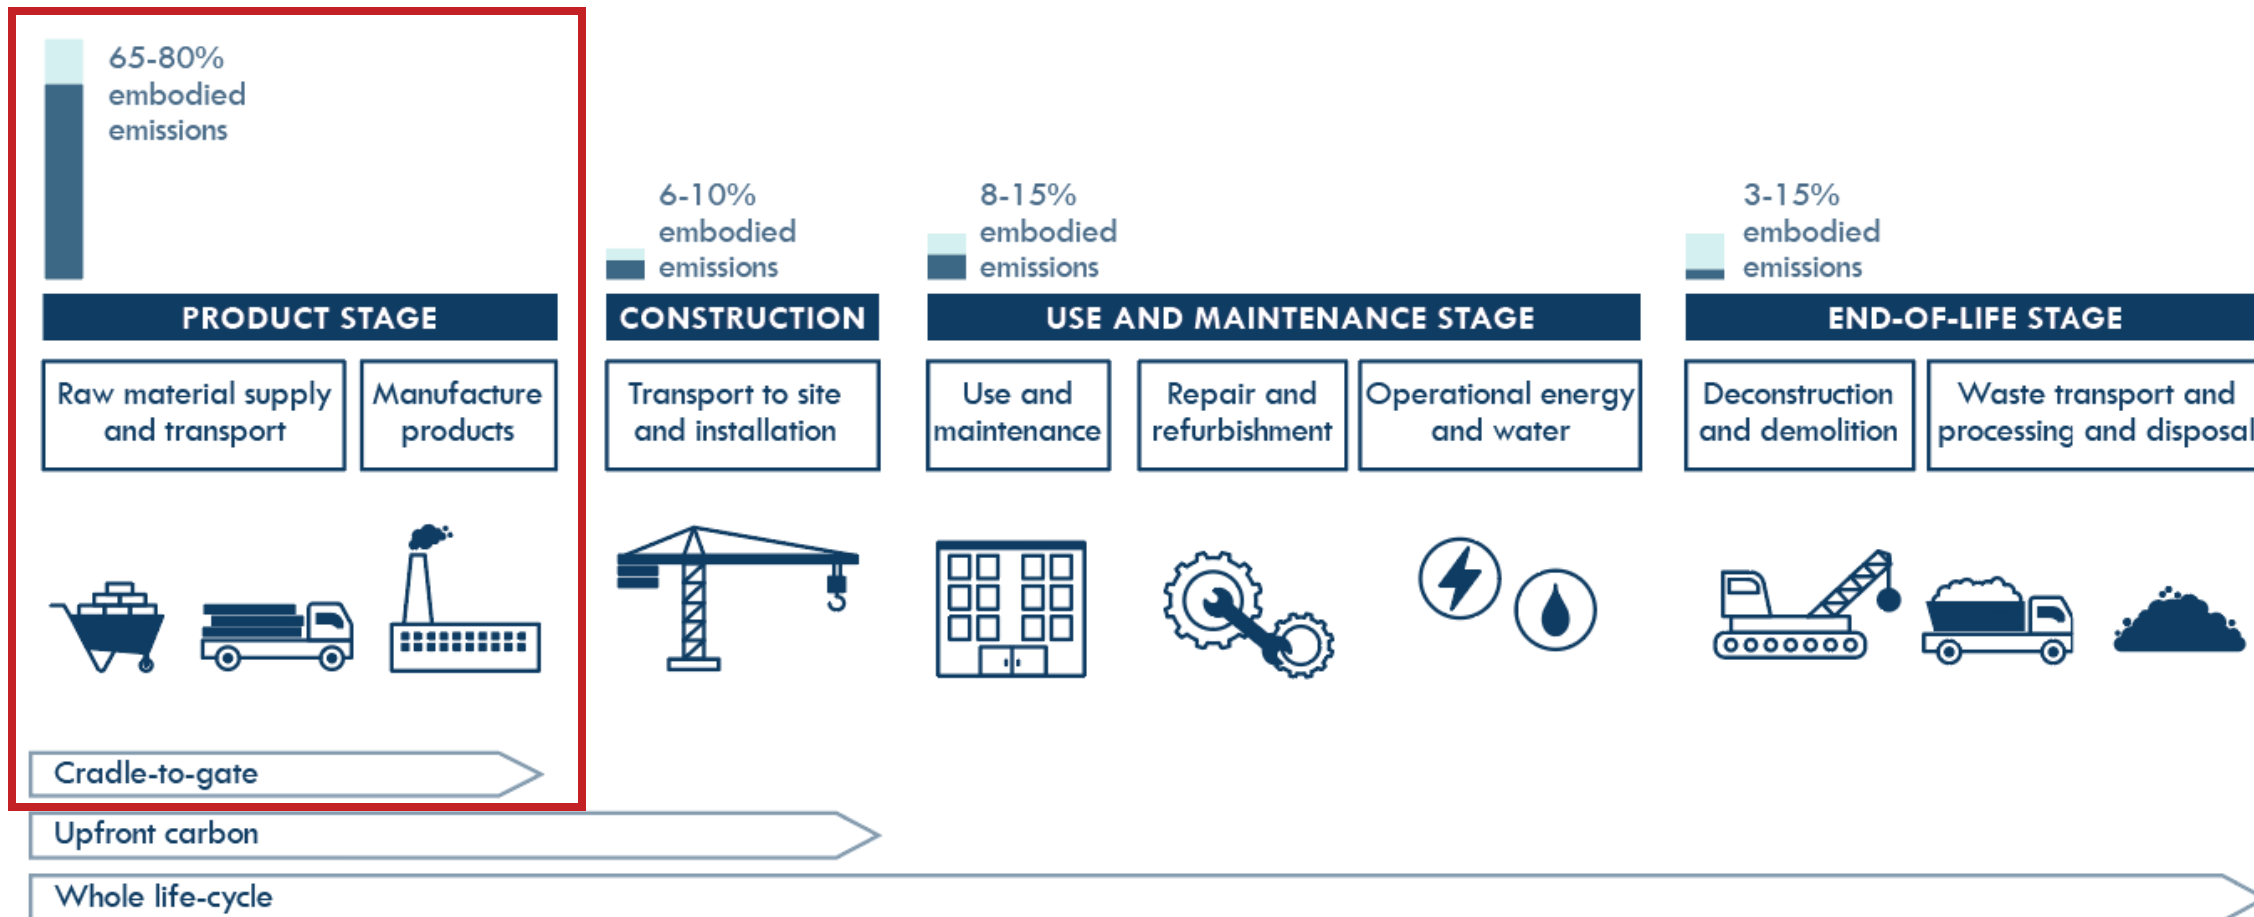 65-80%
embodied
emissions
6-10%
embodied
emissions
8-15%
embodied
emissions
3-15%
embodied
emissions
PRODUCT STAGE
CONSTRUCTION
USE AND MAINTENANCE STAGE
END-OF-LIFE STAGE
Raw material supply
and transport
Manufacture
products
Transport to site
and installation
Use and
maintenance
Repair and
refurbishment
Operational energy
and water
Deconstruction
and demolition
Waste transport and
processing and disposal
Cradle-to-gate
Upfront carbon
Whole life-cycle